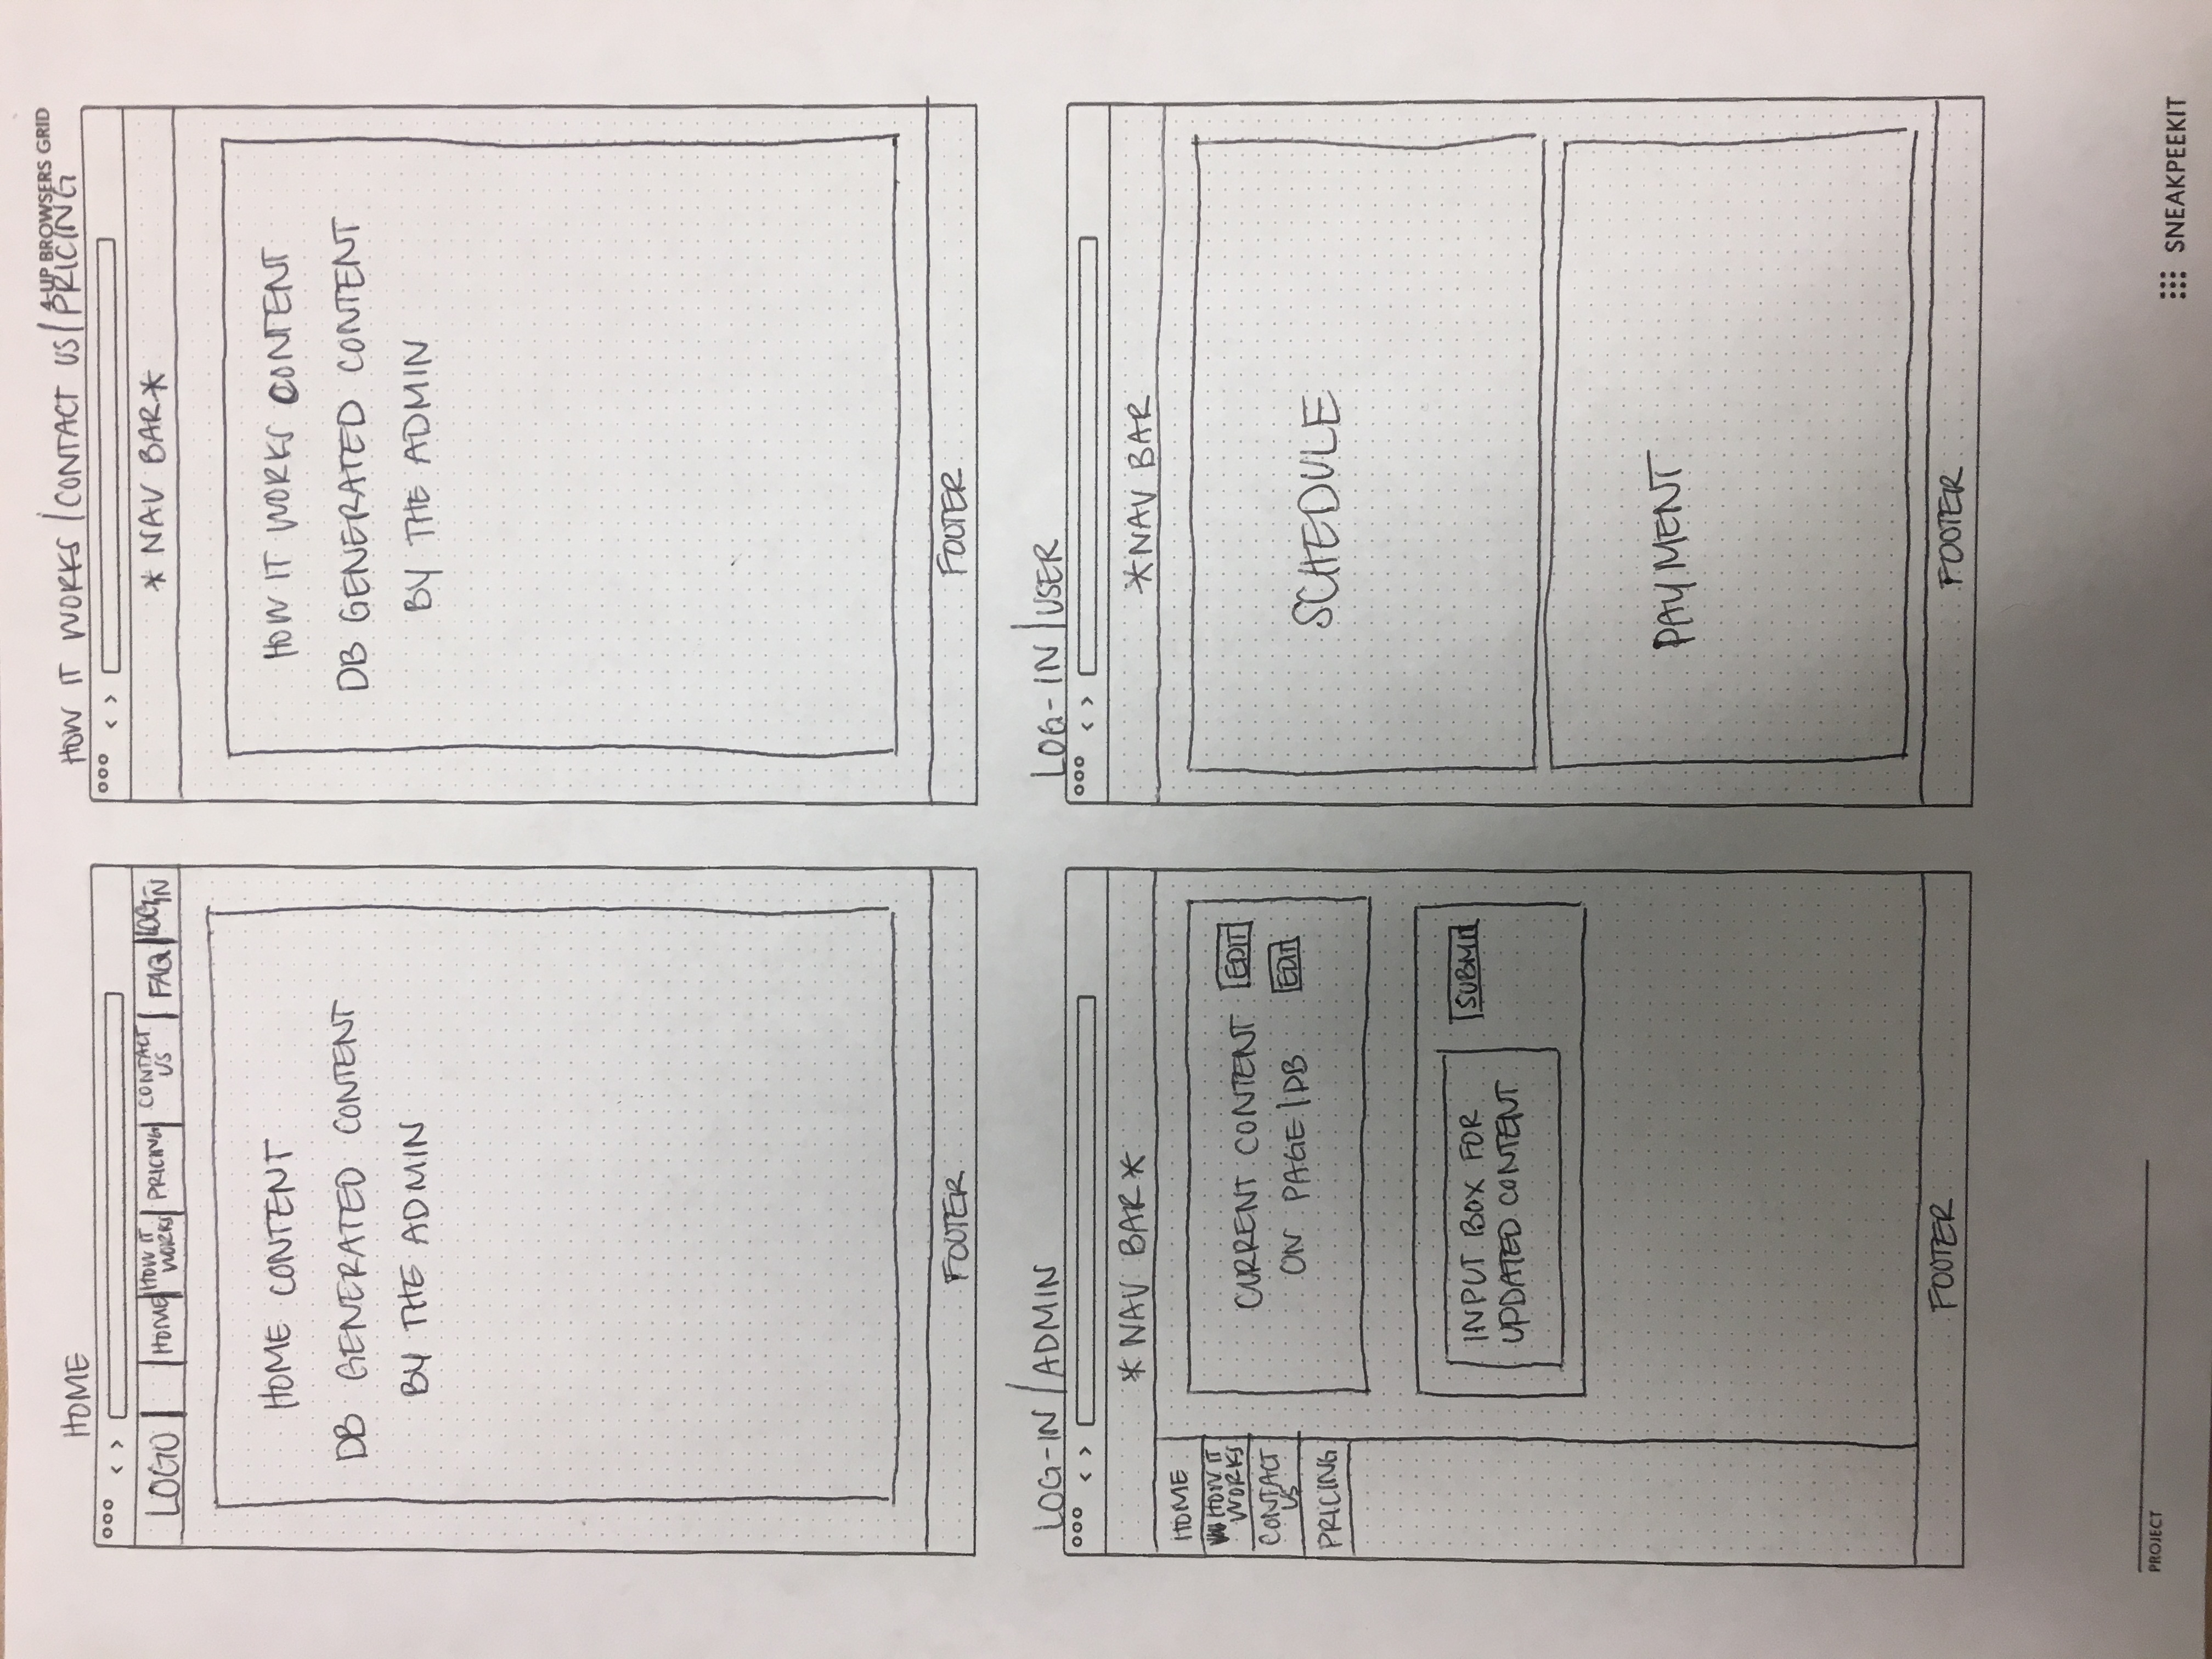 4-UP BROWSERS GRID
HOME
LOGO HOME HOW IT WORKS PRICING CONTACT US FAQ LOG-IN
HOME CONTENT
DB GENERATED CONTENT
BY THE ADMIN
FOOTER
HOW IT WORKS/CONTACT US/PRICING
*NAV BAR*
HOW IT WORKS CONTENT
DB GENERATED CONTENT
BY THE ADMIN
FOOTER
LOG-IN/ADMIN
*NAV BAR*
HOME
HOW IT
WORKS
CONTACT
US
PRICING
CURRENT CONTENT EDIT
ON PAGE/DB EDIT
INPUT BOX FOR SUBMIT
UPDATED CONTENT
FOOTER
LOG-IN/USER
*NAV BAR
SCHEDULE
PAYMENT
FOOTER
PROJECT
SNEAKPEEKIT